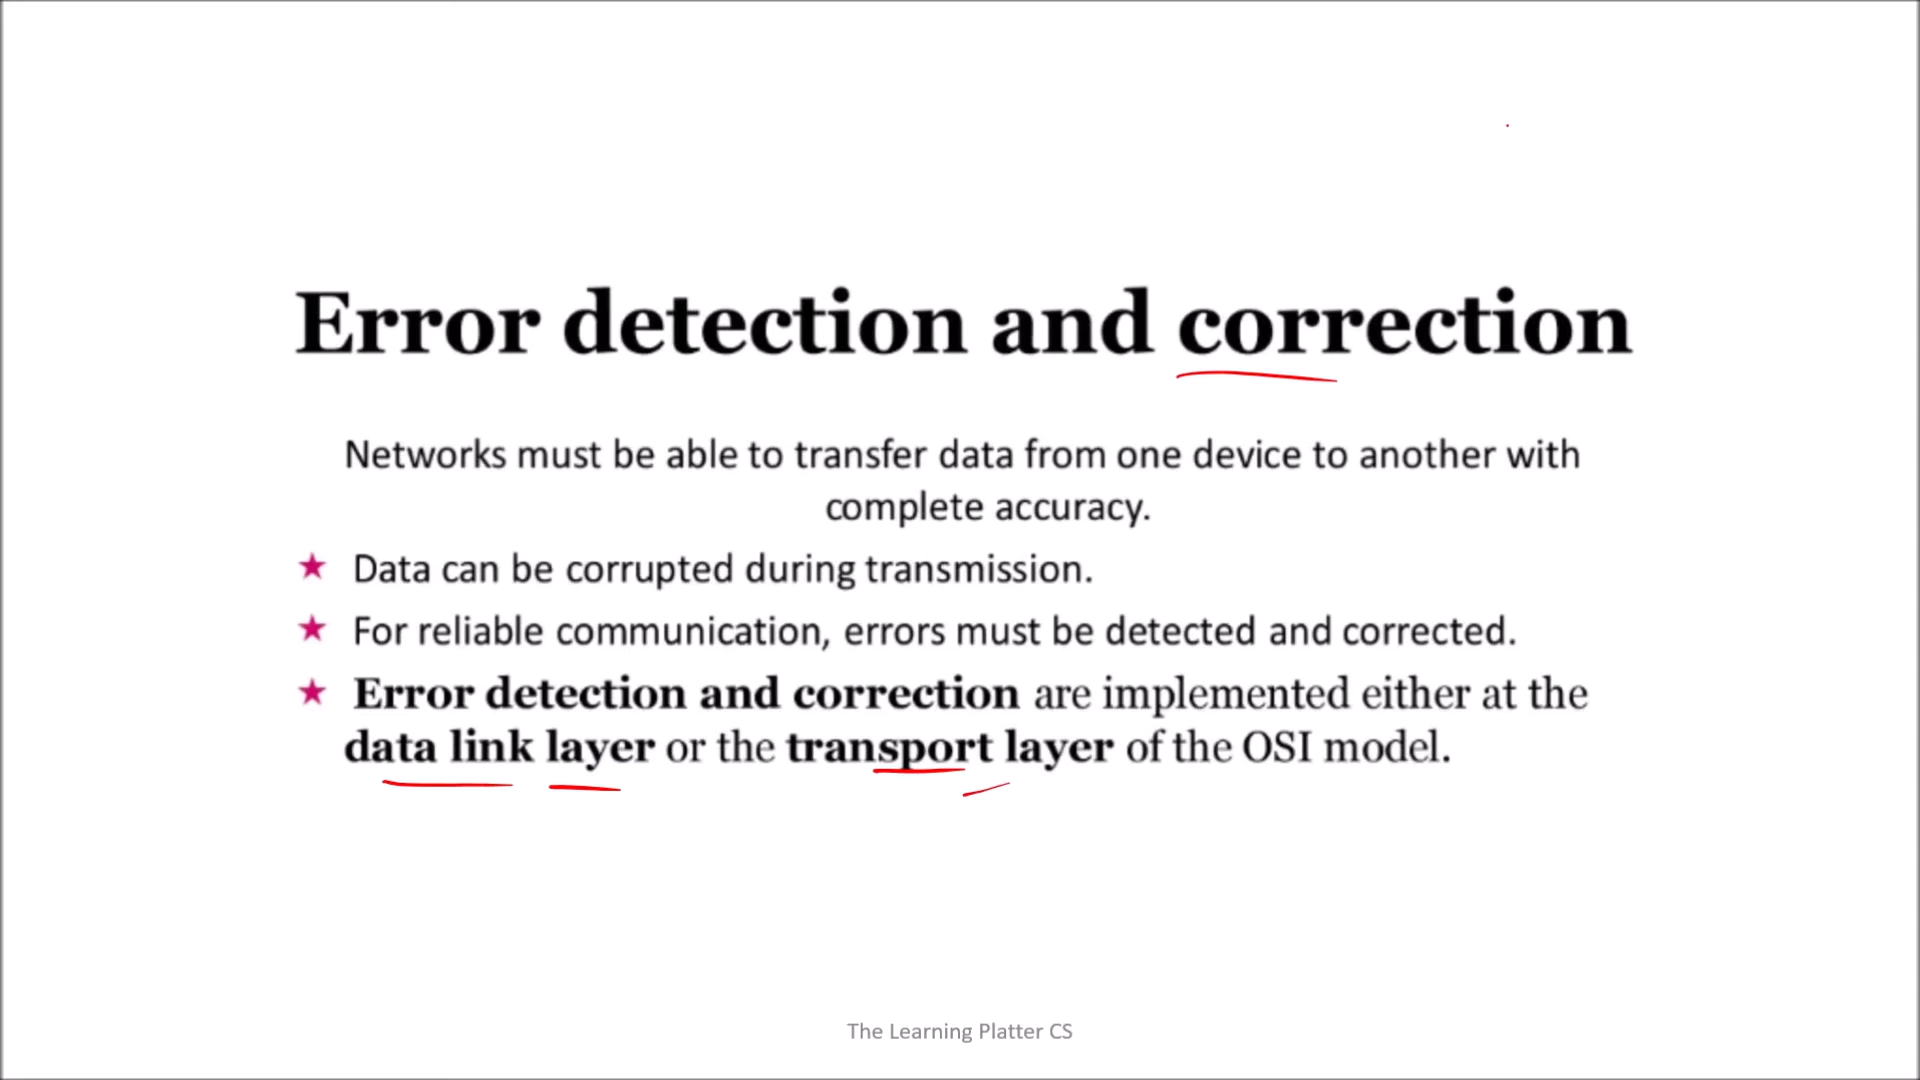 Error detection and correction
Networks must be able to transfer data from one device to another with
complete accuracy.
★ Data can be corrupted during transmission.
★ For reliable communication, errors must be detected and corrected.
★ Error detection and correction are implemented either at the
data link layer or the transport layer of the OSI model.
The Learning Platter CS